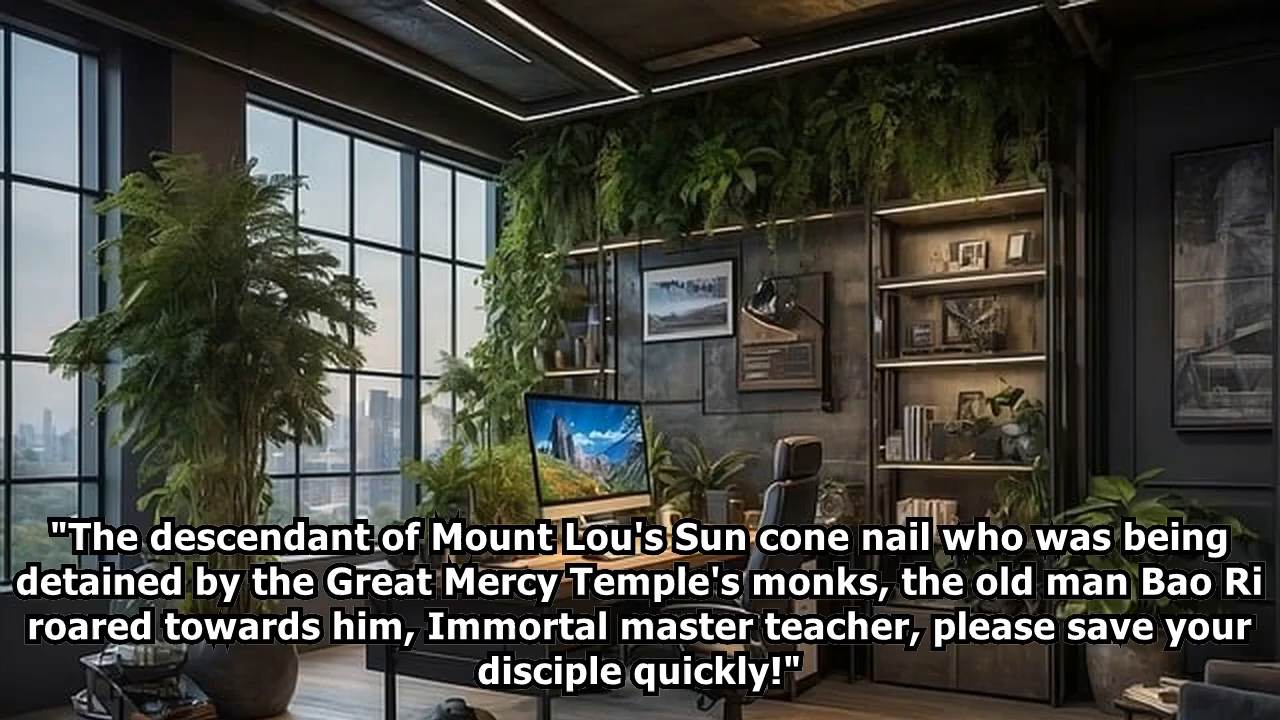 "The descendant of Mount Lou's Sun cone nail who was being
detained by the Great Mercy Temple's monks, the old man Bao Ri
roared towards him, Immortal master teacher, please save your
disciple quickly!"